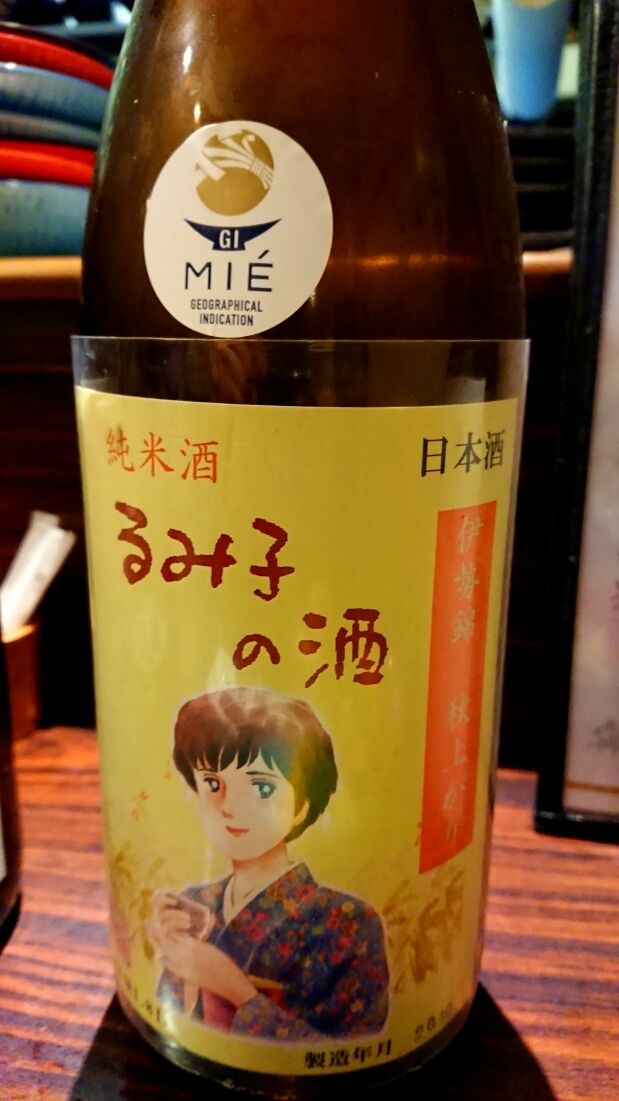 GI
MIÉ
GEOGRAPHICAL
INDICATION
純米酒
日本酒
るみ子
の酒
伊勢錦 秋上がり
製造年月